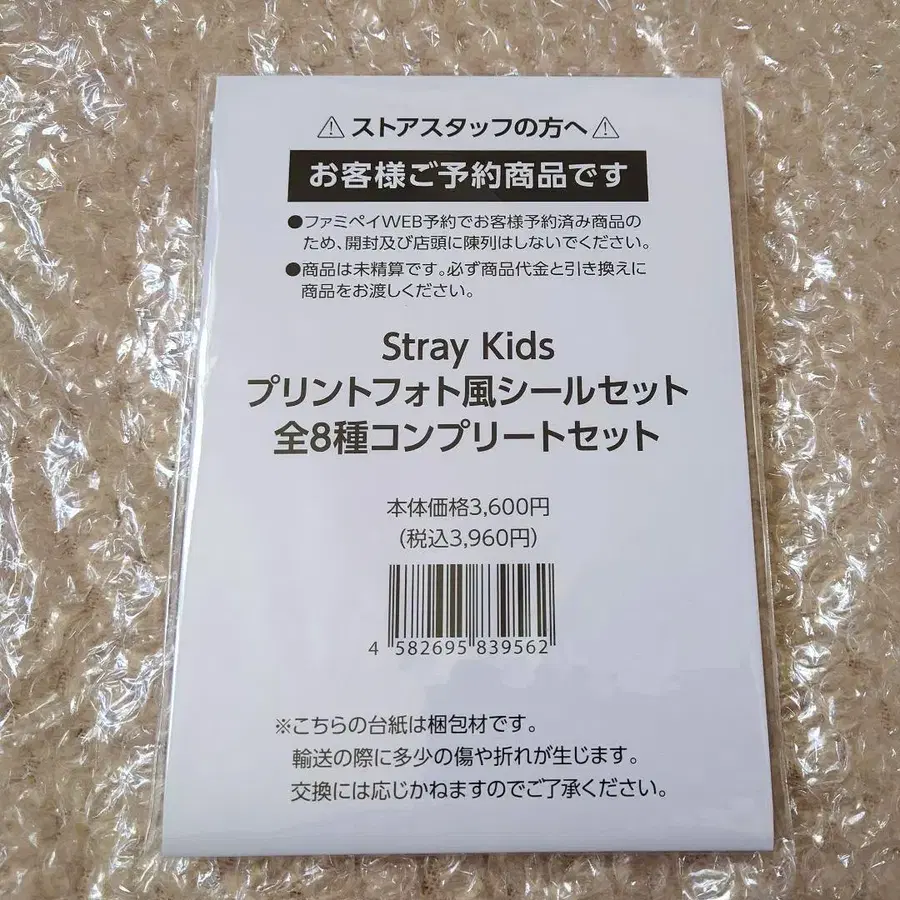 ⚠ストアスタッフの方へ⚠
お客様ご予約商品です
●ファミペイWEB予約でお客様予約済み商品の
ため、開封及び店頭に陳列はしないでください。
●商品は未精算です。必ず商品代金と引き換えに
商品をお渡しください。
Stray Kids
プリントフォト風シールセット
全8種コンプリートセット
本体価格3,600円
(税込3,960円)
4 582695 839562
※こちらの台紙は梱包材です。
輸送の際に多少の傷や折れが生じます。
交換には応じかねますのでご了承ください。